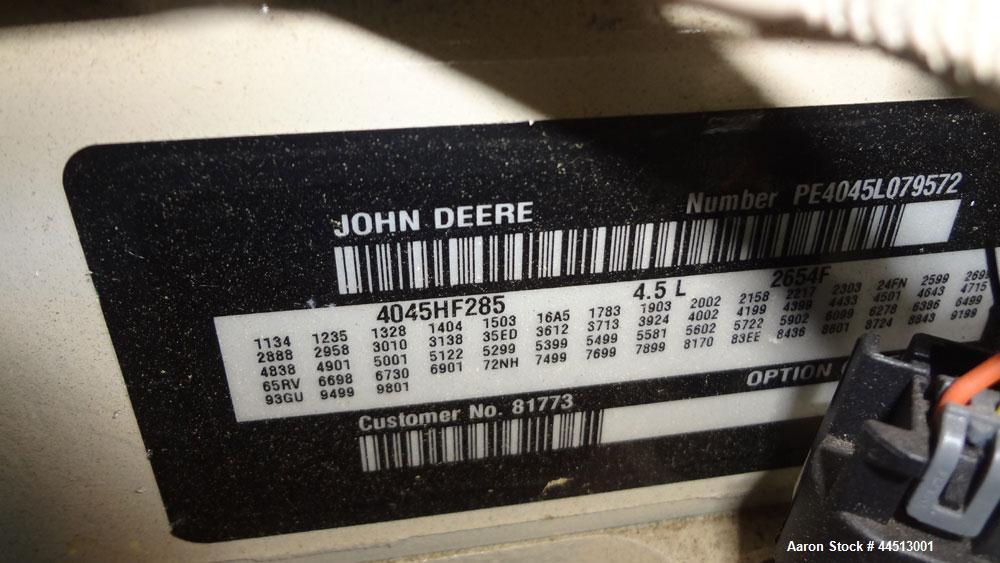 Number PE4045L079572
JOHN DEERE
4045HF285 4.5 L 2654F
1134 1235 1328 1404 1503 16A5 1783 1903 2002 2158 2217 2303 24FN 2599
2888 2958 3010 3138 35ED 3612 3713 3924 4002 4199 4399 4433 4501 4643 4715
4838 4901 5001 5122 5299 5399 5499 5581 5602 5722 5902 6099 6278 6386 6499
65RV 6698 6730 6901 72NH 7499 7699 7899 8170 83EE 8436 8601 8724 8843 9199
93GU 9499 9801
OPTION
Customer No. 81773
Aaron Stock # 44513001